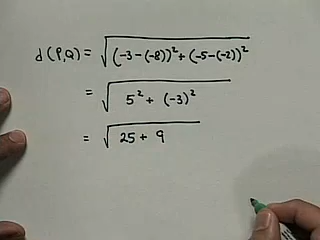 d(P,Q) = √((-3-(-8))² + (-5-(-2))²)
= √(5² + (-3)²)
= √(25 + 9)